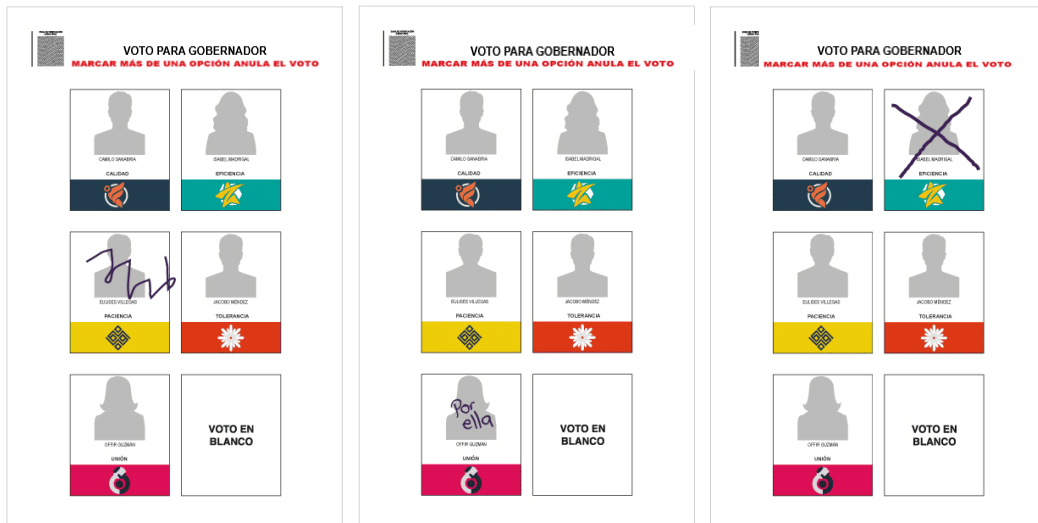 VOTO PARA GOBERNADOR
MARCAR MÁS DE UNA OPCIÓN ANULA EL VOTO
CAMILO SANABRIA
ISABEL MADRIGAL
CALIDAD
EFICIENCIA
EULISES VILLEGAS
JACOBO MÉNDEZ
PACIENCIA
TOLERANCIA
OFFIR GUZMÁN
VOTO EN
BLANCO
UNIÓN
VOTO PARA GOBERNADOR
MARCAR MÁS DE UNA OPCIÓN ANULA EL VOTO
CAMILO SANABRIA
ISABEL MADRIGAL
CALIDAD
EFICIENCIA
EULISES VILLEGAS
JACOBO MÉNDEZ
PACIENCIA
TOLERANCIA
Por
ella
OFFIR GUZMÁN
VOTO EN
BLANCO
UNIÓN
VOTO PARA GOBERNADOR
MARCAR MÁS DE UNA OPCIÓN ANULA EL VOTO
CAMILO SANABRIA
ISABEL MADRIGAL
CALIDAD
EFICIENCIA
EULISES VILLEGAS
JACOBO MÉNDEZ
PACIENCIA
TOLERANCIA
OFFIR GUZMÁN
VOTO EN
BLANCO
UNIÓN